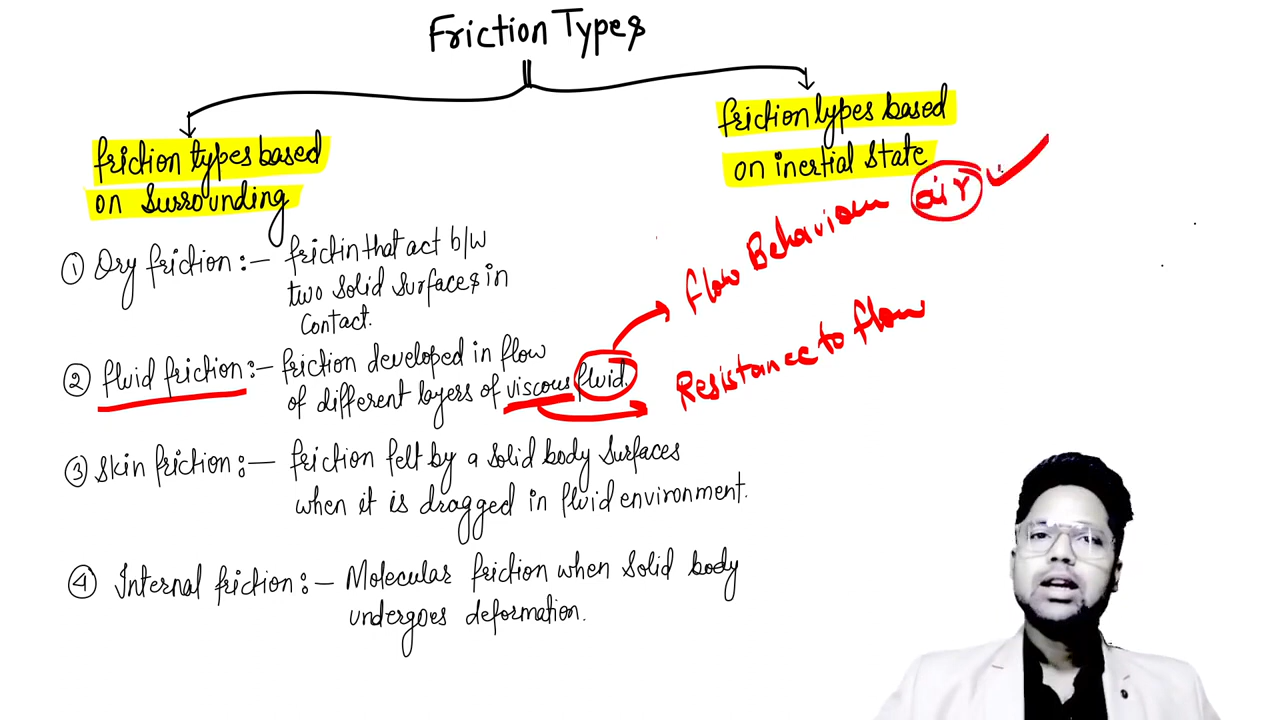 Friction Types
friction types based
on Surrounding
friction types based
on inertial State
① Dry friction :— frictin that act b/w
two Solid Surfaces in
Contact.
② fluid friction :— friction developed in flow
of different layers of viscous fluid.
flow Behaviour air
Resistance to flow
③ Skin friction :— friction felt by a solid body Surfaces
when it is dragged in fluid environment.
④ Internal friction :— Molecular friction when Solid body
undergoes deformation.